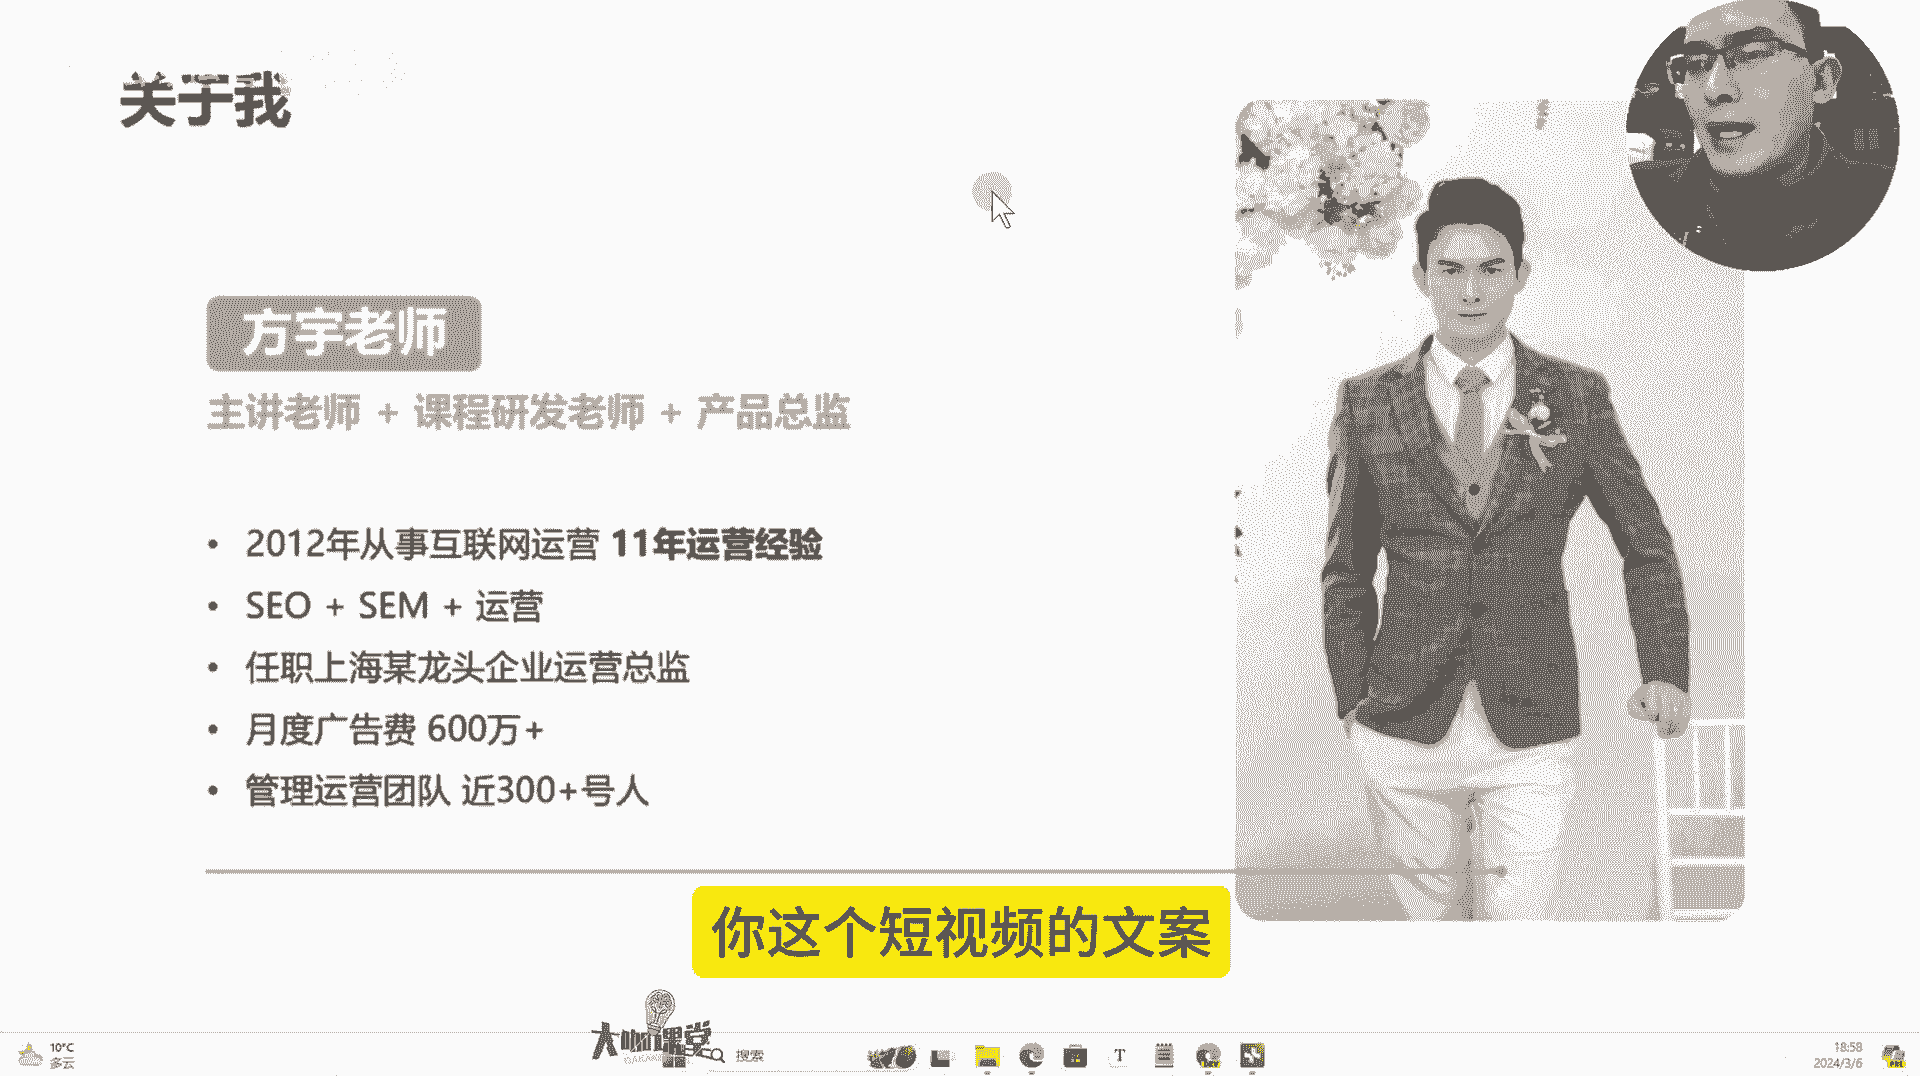 关于我
方宇老师
主讲老师 + 课程研发老师 + 产品总监
• 2012年从事互联网运营 11年运营经验
• SEO + SEM + 运营
• 任职上海某龙头企业运营总监
• 月度广告费 600万+
• 管理运营团队 近300+号人
你这个短视频的文案
大咖课堂
10°C
多云
搜索
18:58
2024/3/6